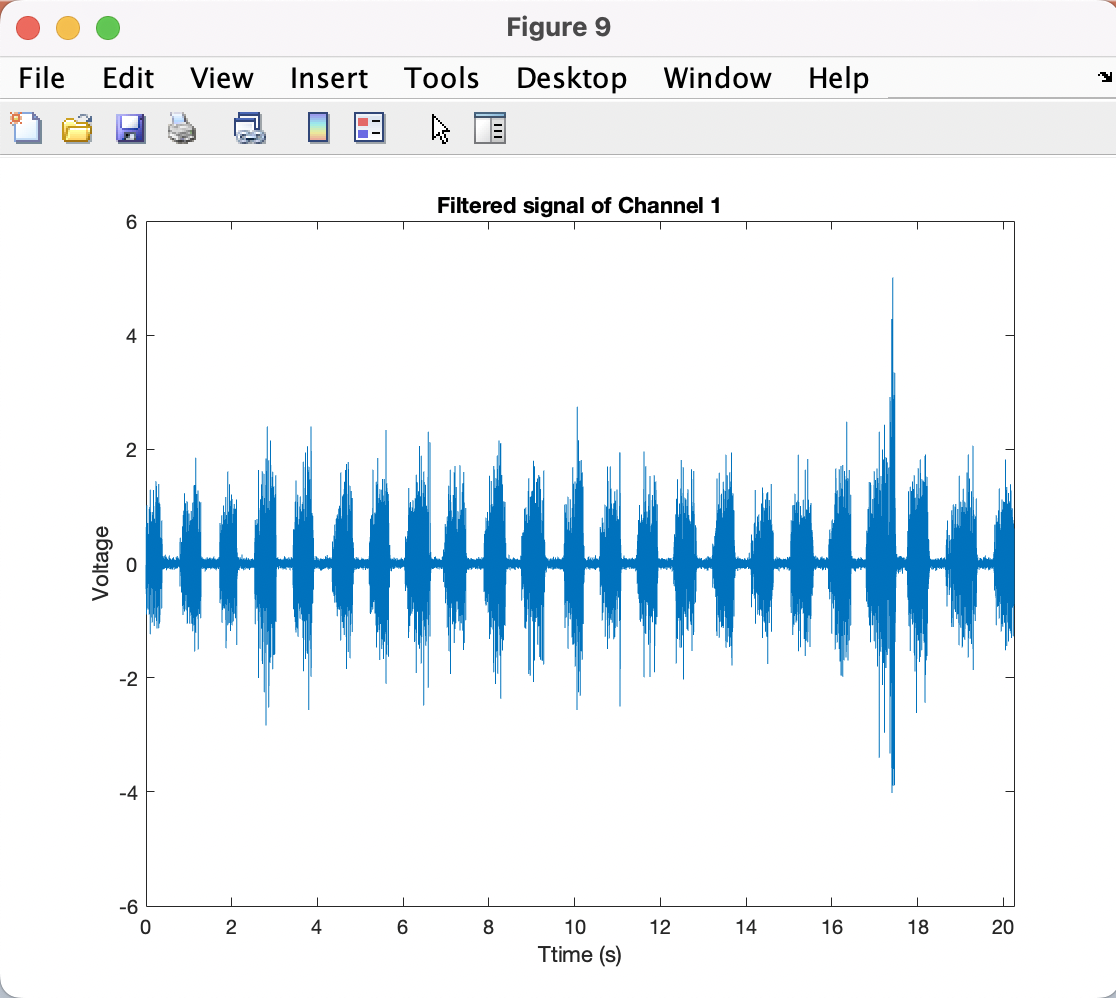 Figure 9
File Edit View Insert Tools Desktop Window Help
Filtered signal of Channel 1
6
4
2
0
-2
-4
-6
Voltage
0 2 4 6 8 10 12 14 16 18 20
Ttime (s)